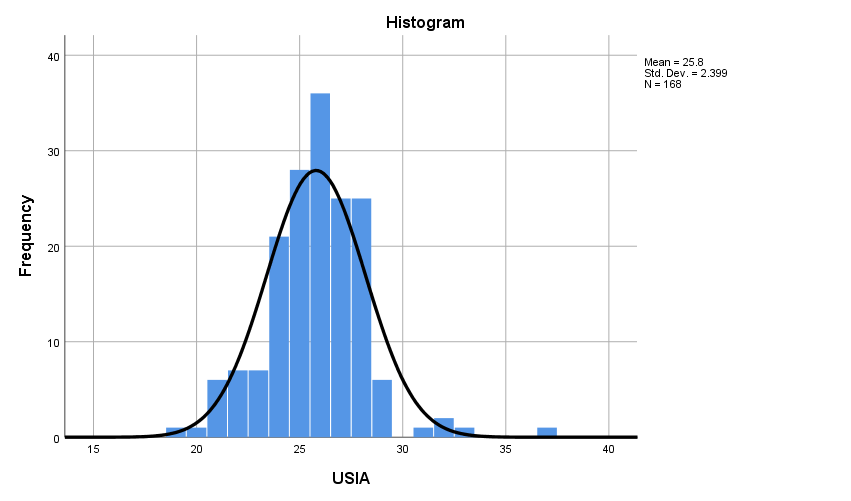 Histogram
Mean = 25.8
Std. Dev. = 2.399
N = 168
40
30
20
10
0
Frequency
15
20
25
30
35
40
USIA